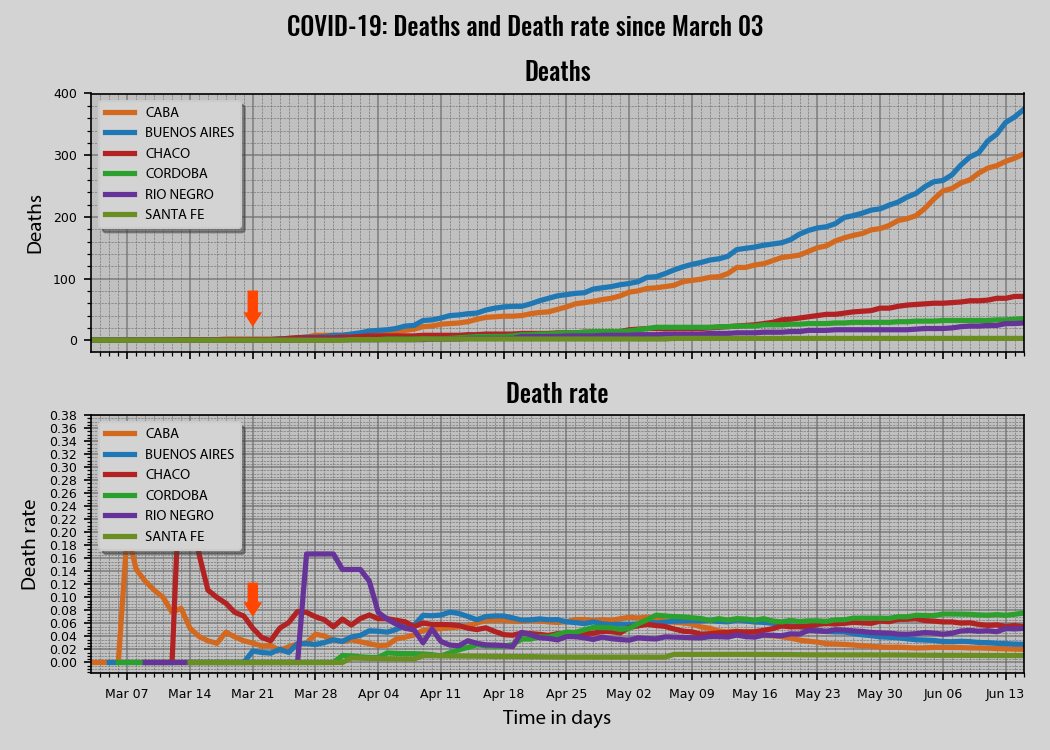 COVID-19: Deaths and Death rate since March 03
Deaths
400
300
200
100
0
Deaths
CABA
BUENOS AIRES
CHACO
CORDOBA
RIO NEGRO
SANTA FE
Death rate
0.38
0.36
0.34
0.32
0.30
0.28
0.26
0.24
0.22
0.20
0.18
0.16
0.14
0.12
0.10
0.08
0.06
0.04
0.02
0.00
Death rate
CABA
BUENOS AIRES
CHACO
CORDOBA
RIO NEGRO
SANTA FE
Mar 07 Mar 14 Mar 21 Mar 28 Apr 04 Apr 11 Apr 18 Apr 25 May 02 May 09 May 16 May 23 May 30 Jun 06 Jun 13
Time in days